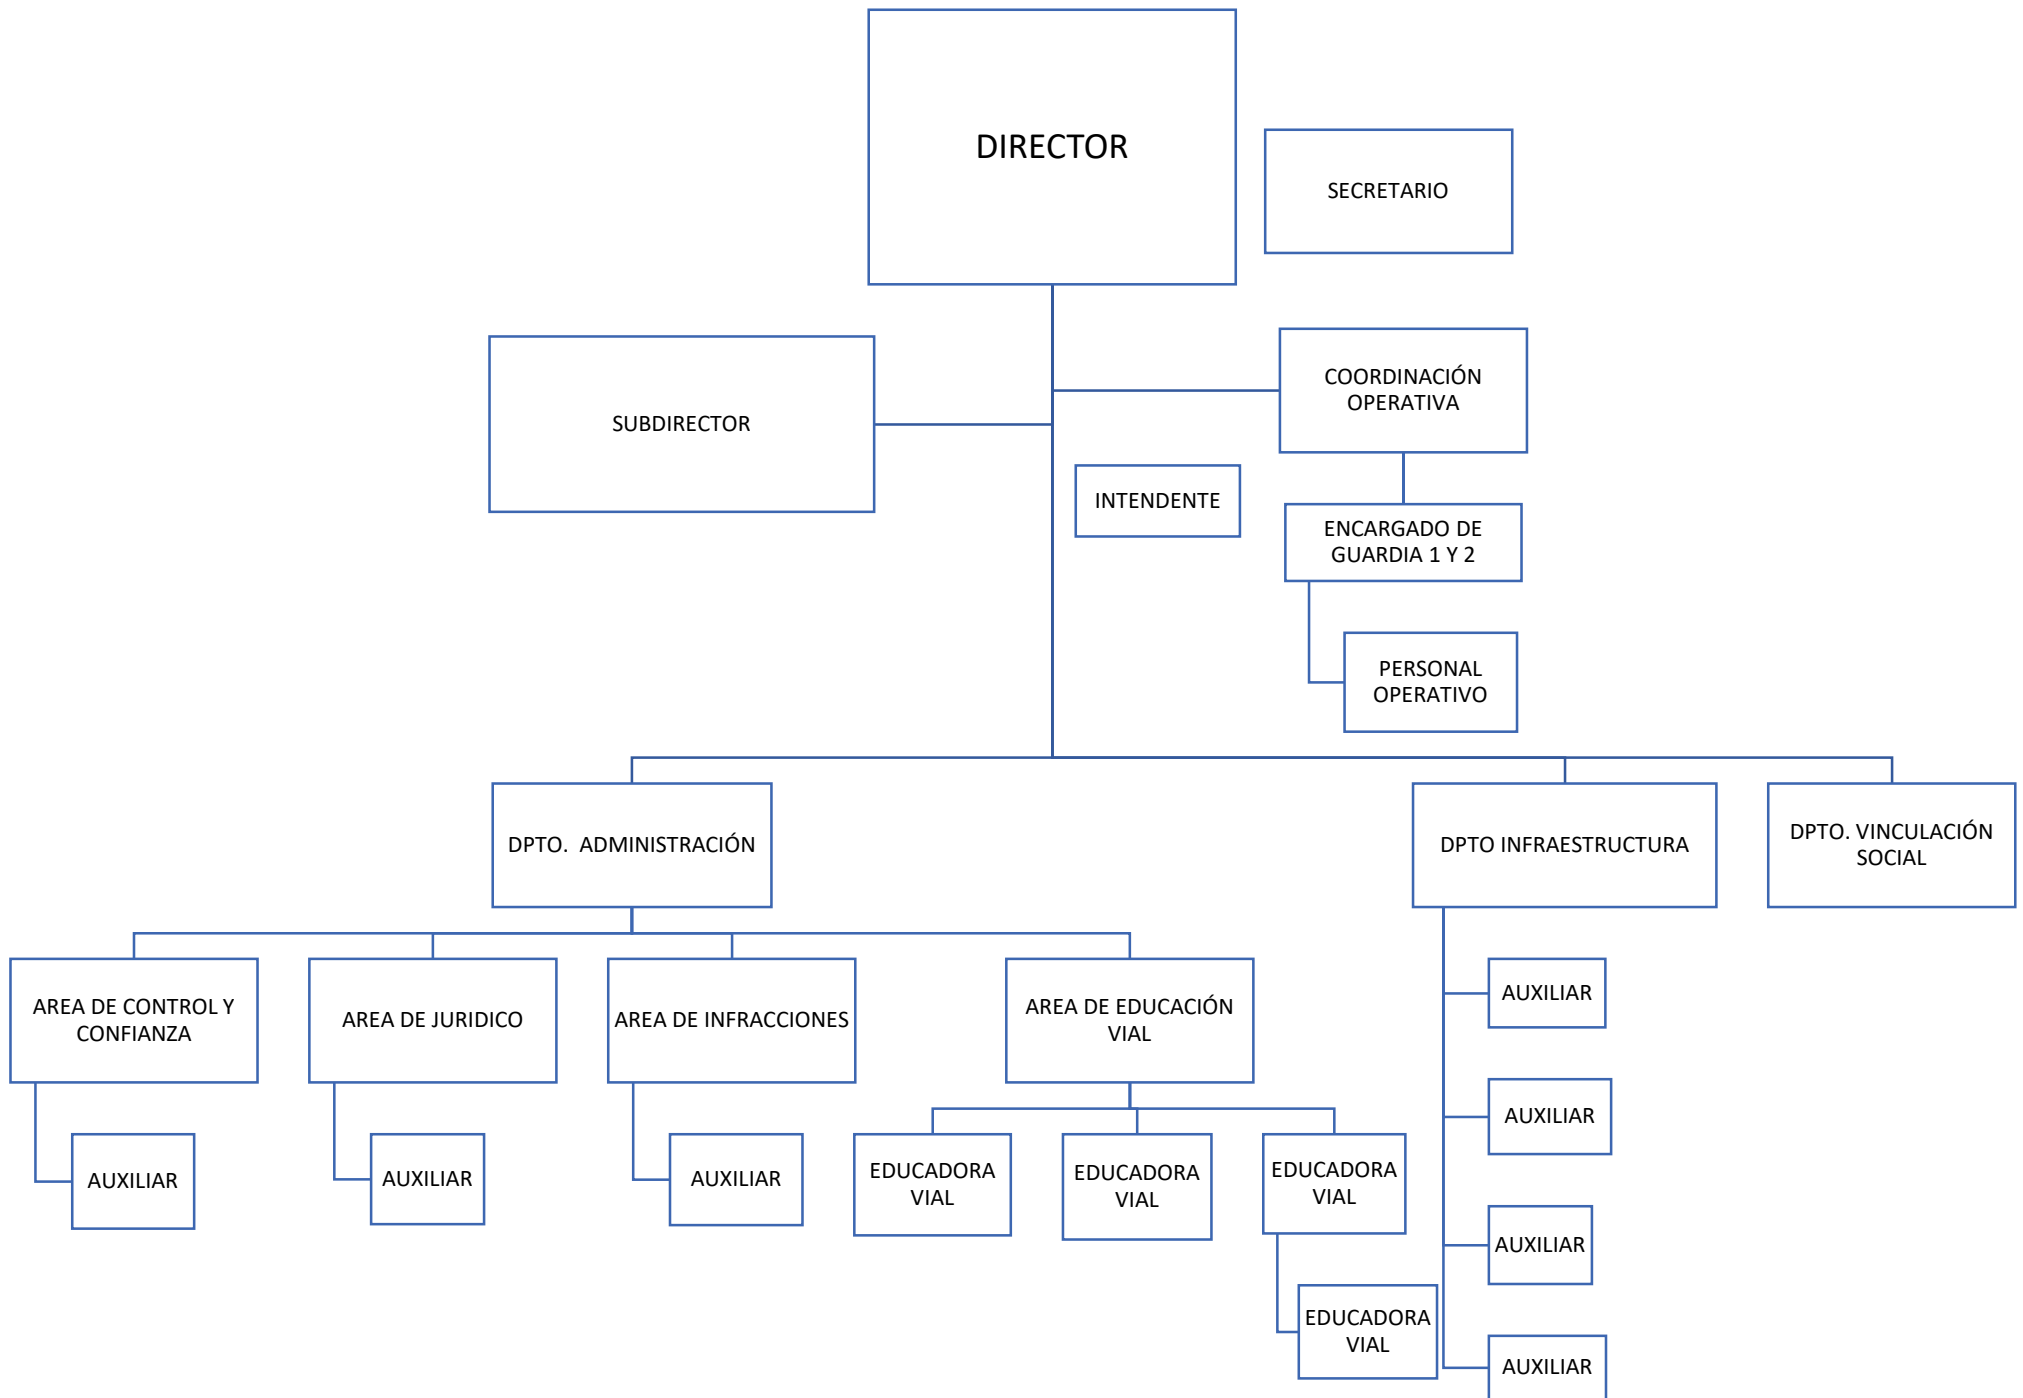 DIRECTOR
SECRETARIO
COORDINACIÓN
OPERATIVA
SUBDIRECTOR
INTENDENTE
ENCARGADO DE
GUARDIA 1 Y 2
PERSONAL
OPERATIVO
DPTO. ADMINISTRACIÓN
DPTO INFRAESTRUCTURA
DPTO. VINCULACIÓN
SOCIAL
AREA DE CONTROL Y
CONFIANZA
AREA DE JURIDICO
AREA DE INFRACCIONES
AREA DE EDUCACIÓN
VIAL
AUXILIAR
AUXILIAR
AUXILIAR
AUXILIAR
AUXILIAR
EDUCADORA
VIAL
EDUCADORA
VIAL
EDUCADORA
VIAL
AUXILIAR
EDUCADORA
VIAL
AUXILIAR